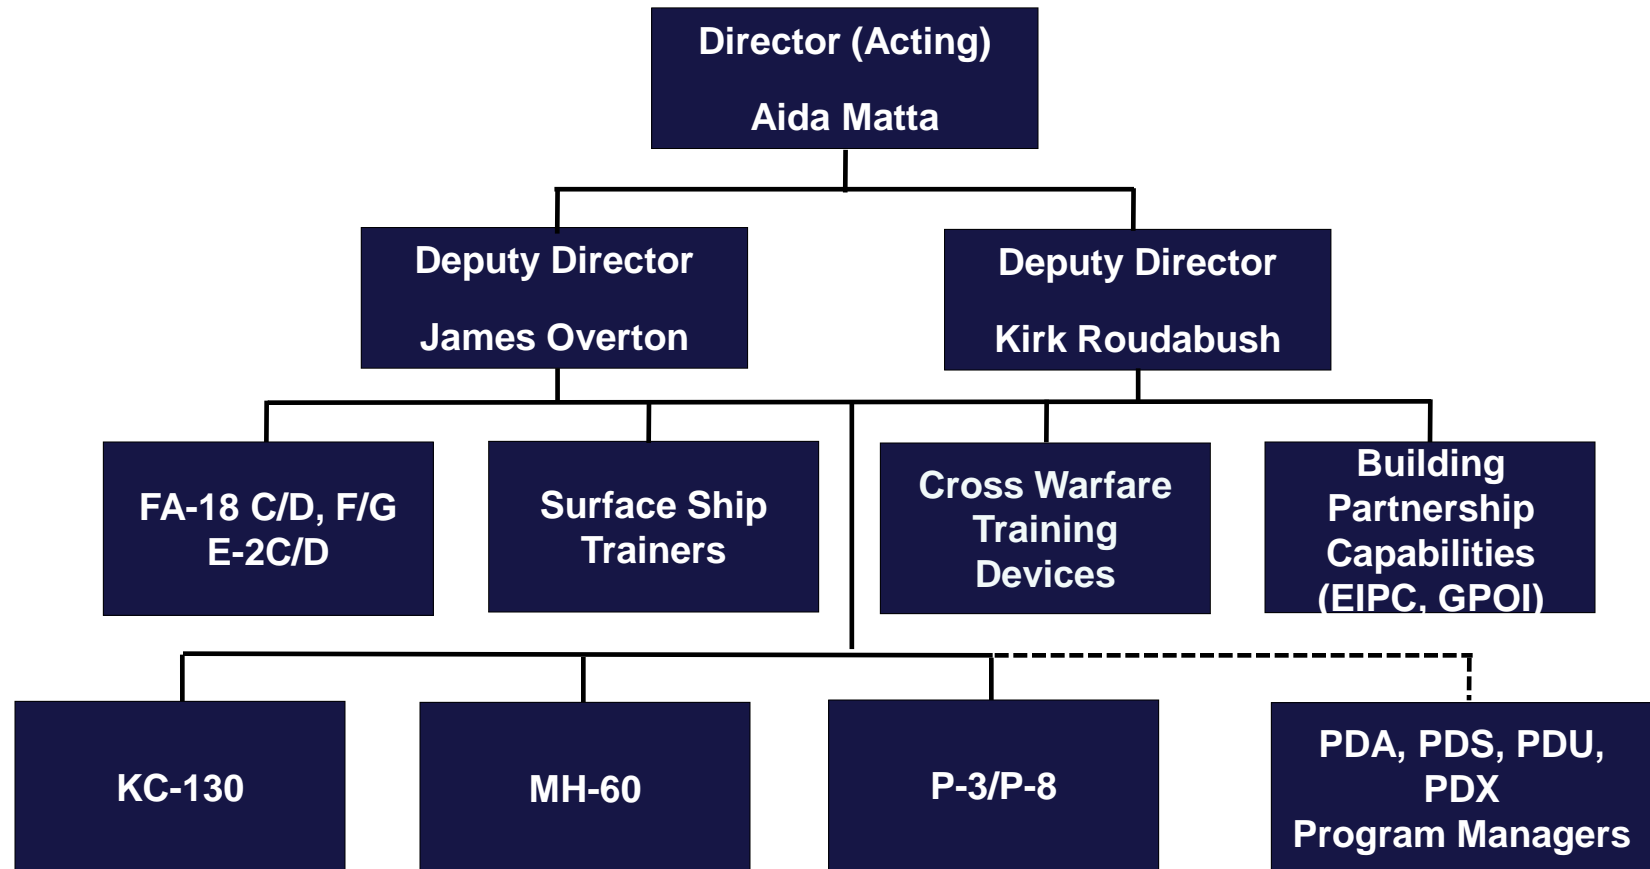 Director (Acting)
Aida Matta
Deputy Director
James Overton
Deputy Director
Kirk Roudabush
FA-18 C/D, F/G
E-2C/D
Surface Ship
Trainers
Cross Warfare
Training
Devices
Building
Partnership
Capabilities
(EIPC, GPOI)
KC-130
MH-60
P-3/P-8
PDA, PDS, PDU,
PDX
Program Managers